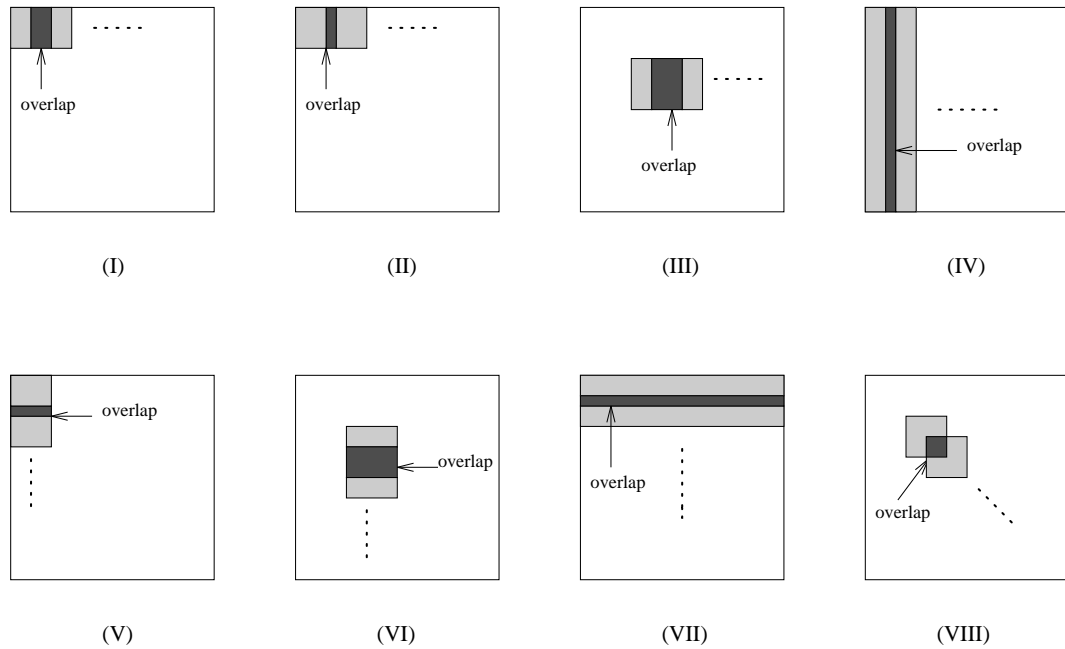 overlap
overlap
overlap
overlap
(I)
(II)
(III)
(IV)
overlap
overlap
overlap
overlap
(V)
(VI)
(VII)
(VIII)